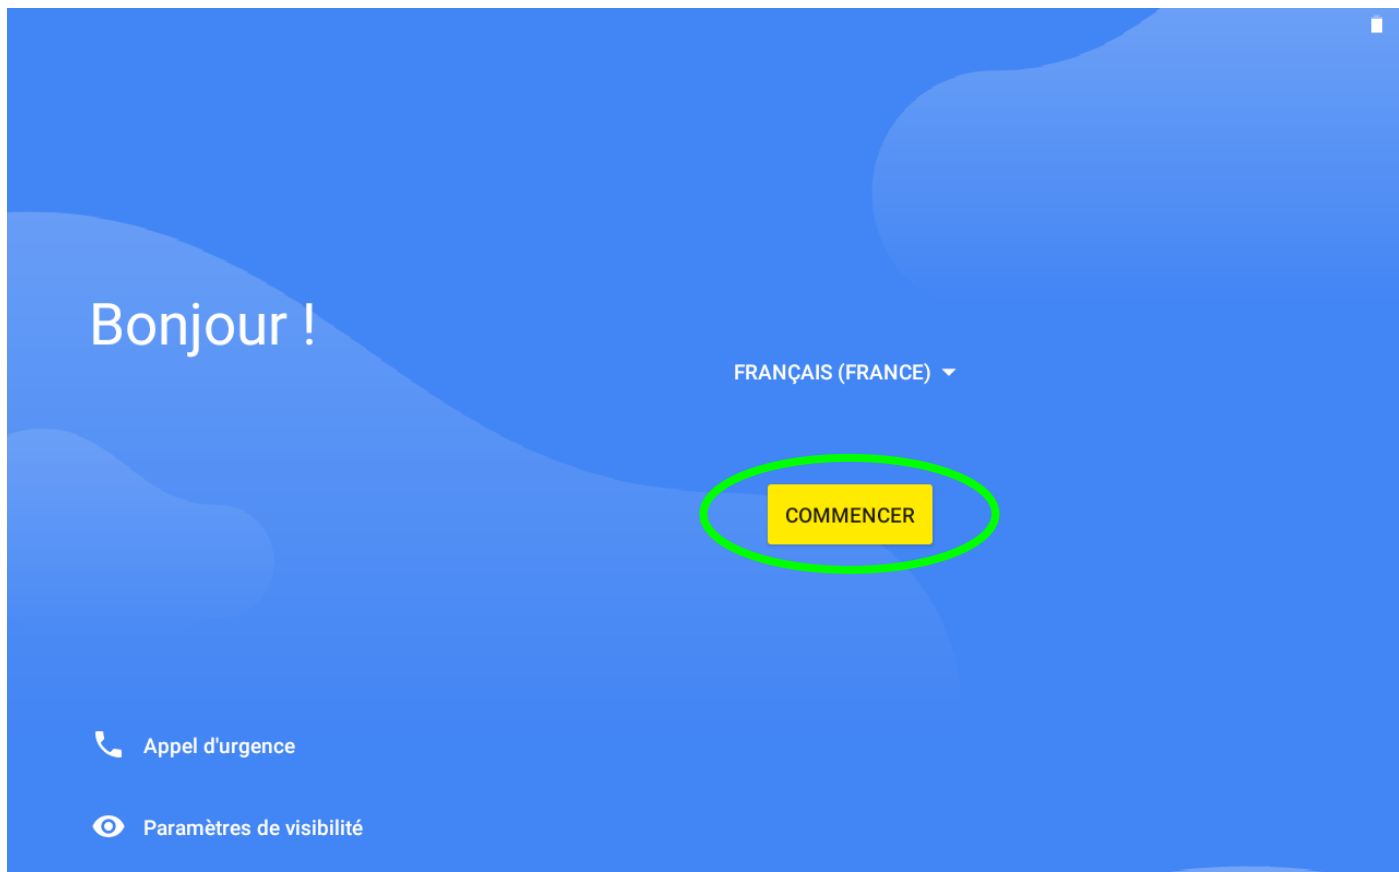 Bonjour !
FRANÇAIS (FRANCE)
COMMENCER
Appel d'urgence
Paramètres de visibilité